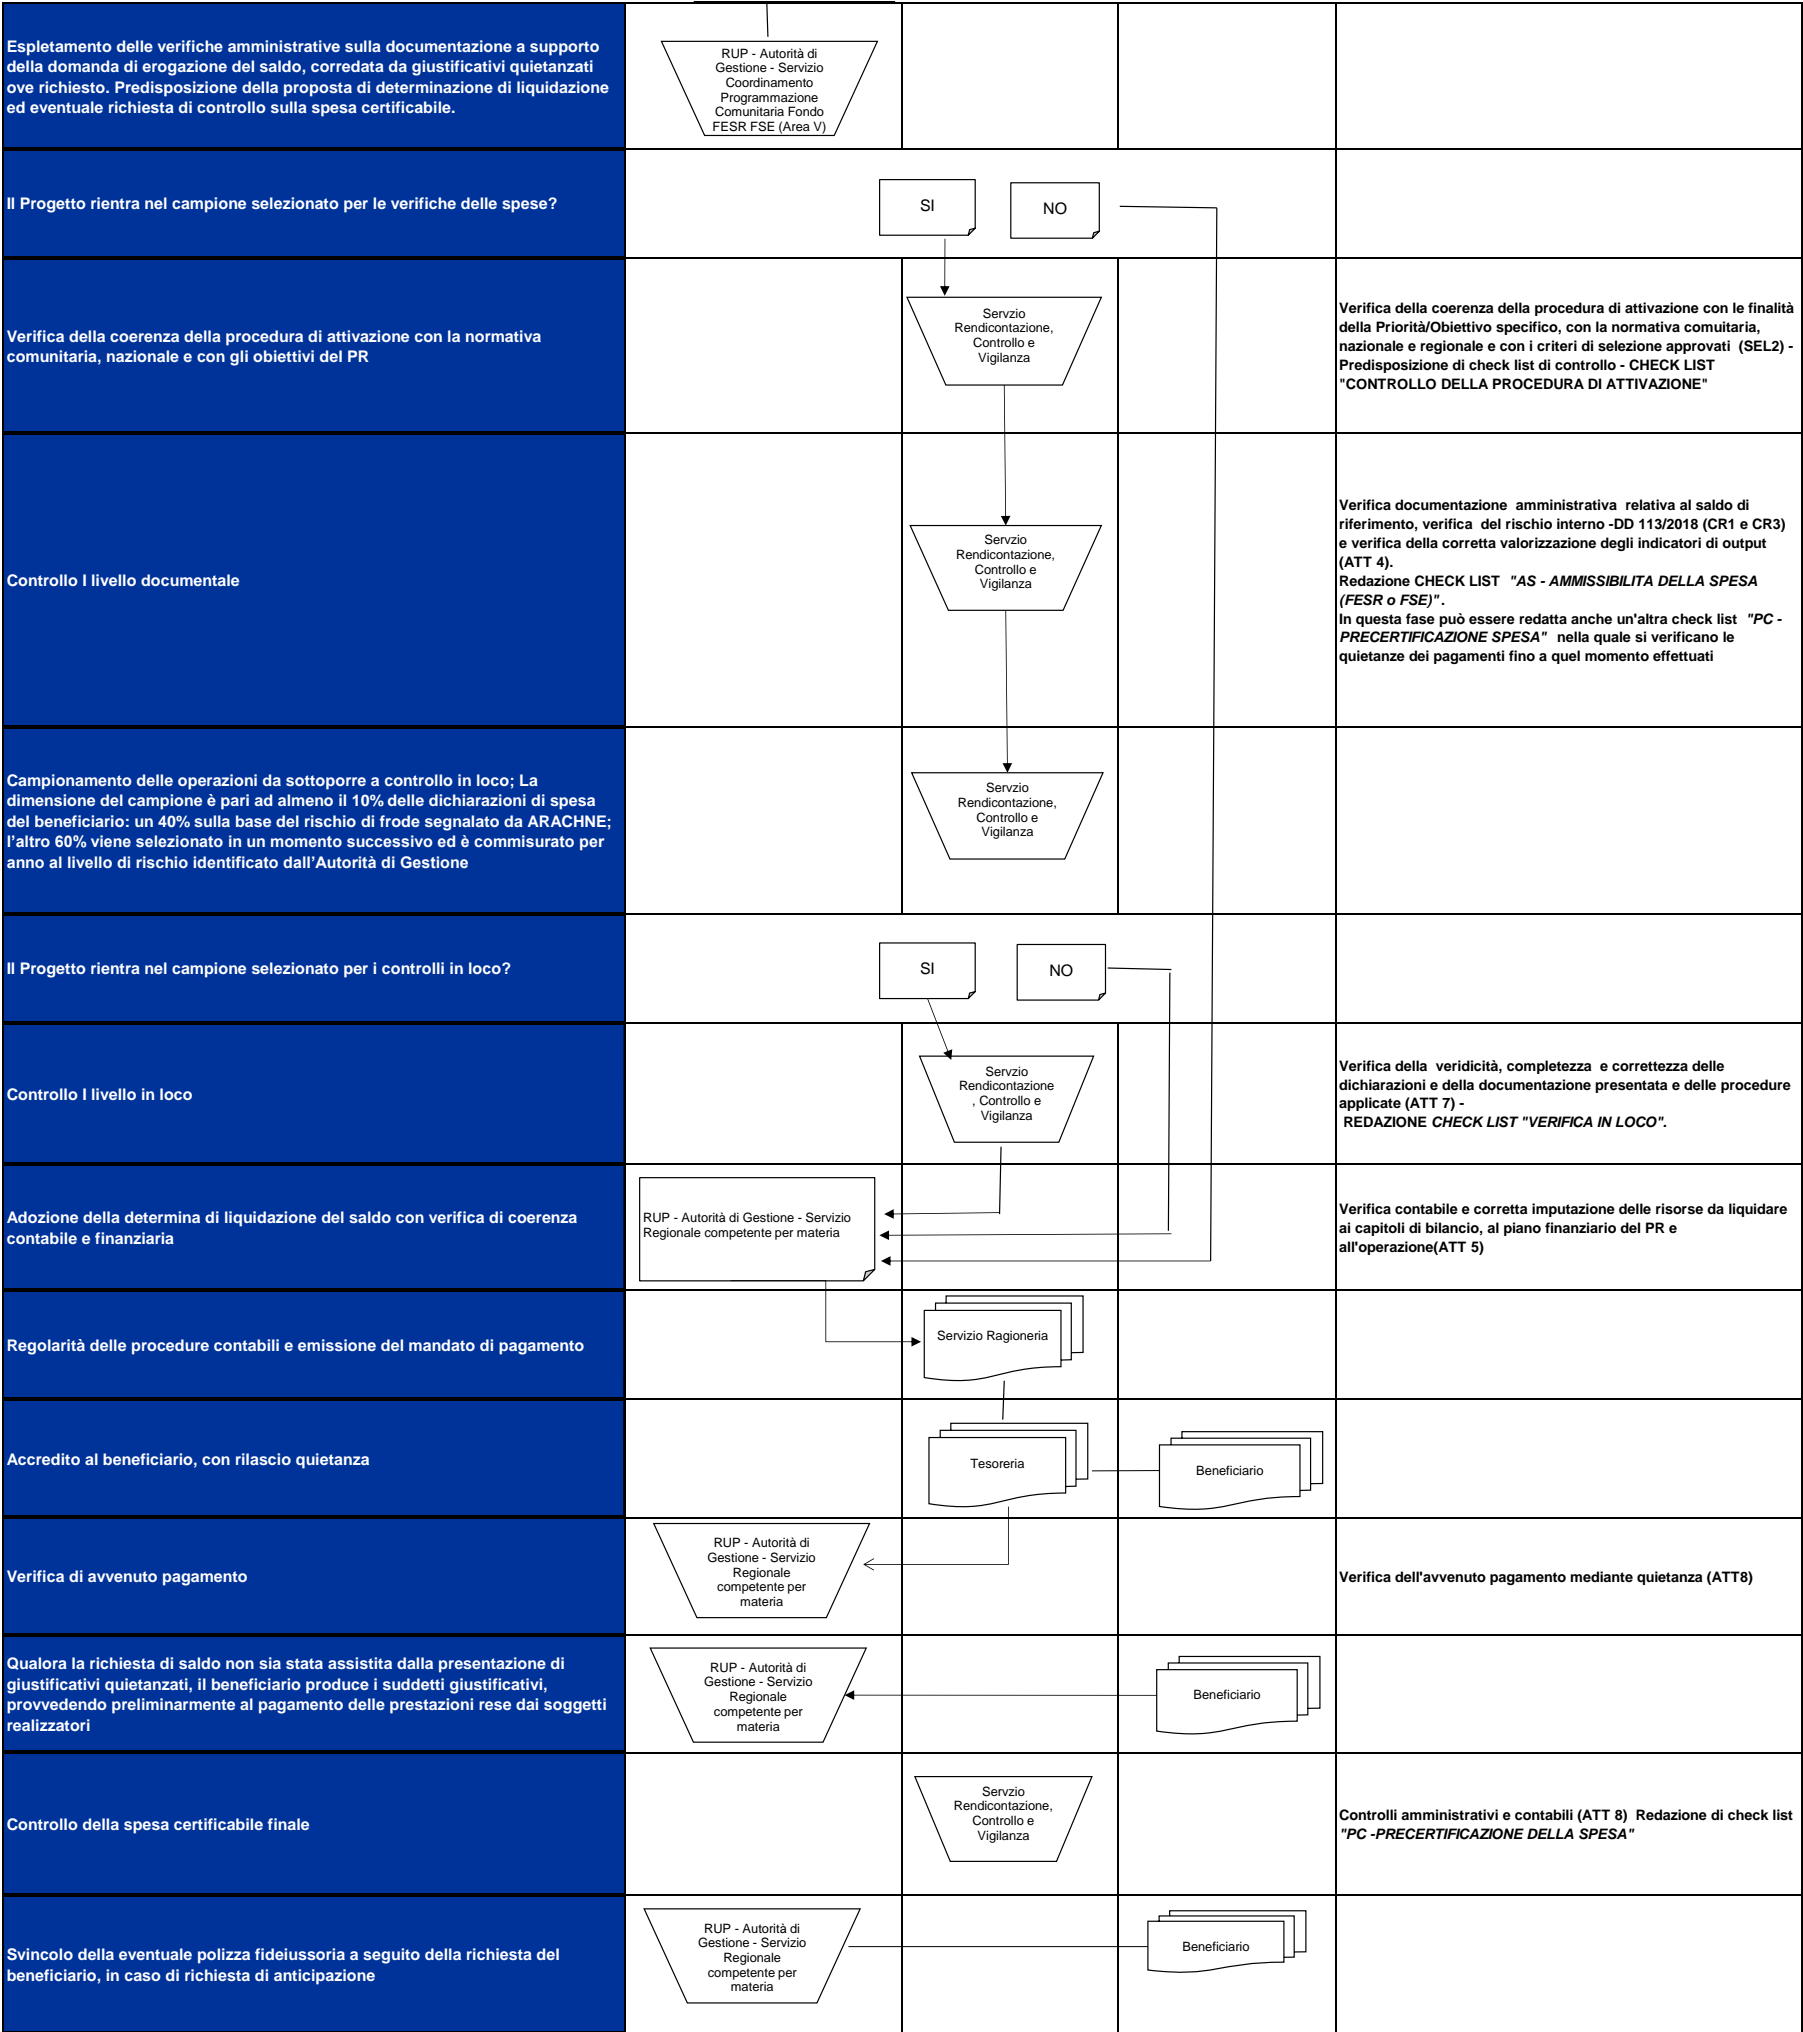 Espletamento delle verifiche amministrative sulla documentazione a supporto
della domanda di erogazione del saldo, corredata da giustificativi quietanzati
ove richiesto. Predisposizione della proposta di determinazione di liquidazione
ed eventuale richiesta di controllo sulla spesa certificabile.
RUP - Autorità di
Gestione - Servizio
Coordinamento
Programmazione
Comunitaria Fondo
FESR FSE (Area V)
Il Progetto rientra nel campione selezionato per le verifiche delle spese?
SI
NO
Verifica della coerenza della procedura di attivazione con la normativa
comunitaria, nazionale e con gli obiettivi del PR
Servzio
Rendicontazione,
Controllo e
Vigilanza
Verifica della coerenza della procedura di attivazione con le finalità
della Priorità/Obiettivo specifico, con la normativa comuitaria,
nazionale e regionale e con i criteri di selezione approvati (SEL2) -
Predisposizione di check list di controllo - CHECK LIST
"CONTROLLO DELLA PROCEDURA DI ATTIVAZIONE"
Controllo I livello documentale
Servzio
Rendicontazione,
Controllo e
Vigilanza
Verifica documentazione amministrativa relativa al saldo di
riferimento, verifica del rischio interno -DD 113/2018 (CR1 e CR3)
e verifica della corretta valorizzazione degli indicatori di output
(ATT 4).
Redazione CHECK LIST "AS - AMMISSIBILITA DELLA SPESA
(FESR o FSE)".
In questa fase può essere redatta anche un'altra check list "PC -
PRECERTIFICAZIONE SPESA" nella quale si verificano le
quietanze dei pagamenti fino a quel momento effettuati
Campionamento delle operazioni da sottoporre a controllo in loco; La
dimensione del campione è pari ad almeno il 10% delle dichiarazioni di spesa
del beneficiario: un 40% sulla base del rischio di frode segnalato da ARACHNE;
l'altro 60% viene selezionato in un momento successivo ed è commisurato per
anno al livello di rischio identificato dall'Autorità di Gestione
Servzio
Rendicontazione,
Controllo e
Vigilanza
Il Progetto rientra nel campione selezionato per i controlli in loco?
SI
NO
Controllo I livello in loco
Servzio
Rendicontazione
, Controllo e
Vigilanza
Verifica della veridicità, completezza e correttezza delle
dichiarazioni e della documentazione presentata e delle procedure
applicate (ATT 7) -
REDAZIONE CHECK LIST "VERIFICA IN LOCO".
Adozione della determina di liquidazione del saldo con verifica di coerenza
contabile e finanziaria
RUP - Autorità di Gestione - Servizio
Regionale competente per materia
Verifica contabile e corretta imputazione delle risorse da liquidare
ai capitoli di bilancio, al piano finanziario del PR e
all'operazione(ATT 5)
Regolarità delle procedure contabili e emissione del mandato di pagamento
Servizio Ragioneria
Accredito al beneficiario, con rilascio quietanza
Tesoreria
Beneficiario
Verifica di avvenuto pagamento
RUP - Autorità di
Gestione - Servizio
Regionale
competente per
materia
Verifica dell'avvenuto pagamento mediante quietanza (ATT8)
Qualora la richiesta di saldo non sia stata assistita dalla presentazione di
giustificativi quietanzati, il beneficiario produce i suddetti giustificativi,
provvedendo preliminarmente al pagamento delle prestazioni rese dai soggetti
realizzatori
RUP - Autorità di
Gestione - Servizio
Regionale
competente per
materia
Beneficiario
Controllo della spesa certificabile finale
Servzio
Rendicontazione,
Controllo e
Vigilanza
Controlli amministrativi e contabili (ATT 8) Redazione di check list
"PC -PRECERTIFICAZIONE DELLA SPESA"
Svincolo della eventuale polizza fideiussoria a seguito della richiesta del
beneficiario, in caso di richiesta di anticipazione
RUP - Autorità di
Gestione - Servizio
Regionale
competente per
materia
Beneficiario